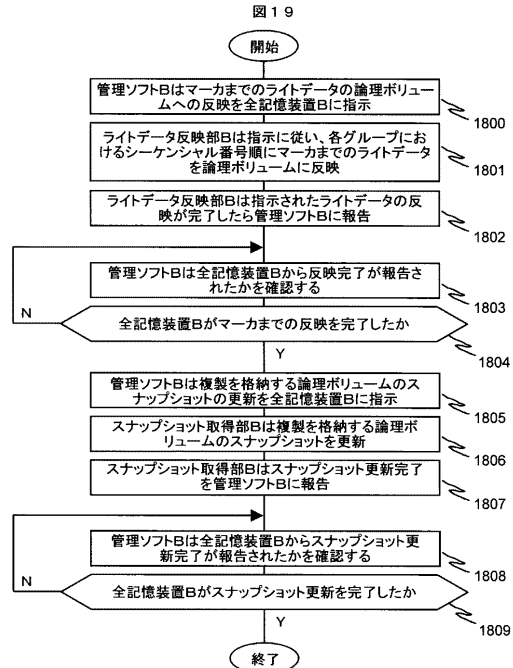 図19
開始
管理ソフトBはマーカまでのライトデータの論理ボリュー
ムへの反映を全記憶装置Bに指示
1800
ライトデータ反映部Bは指示に従い、各グループにお
けるシーケンシャル番号順にマーカまでのライトデータ
を論理ボリュームに反映
1801
ライトデータ反映部Bは指示されたライトデータの反
映が完了したら管理ソフトBに報告
1802
管理ソフトBは全記憶装置Bから反映完了が報告さ
れたかを確認する
1803
N
全記憶装置Bがマーカまでの反映を完了したか
1804
Y
管理ソフトBは複製を格納する論理ボリュームのス
ナップショットの更新を全記憶装置Bに指示
1805
スナップショット取得部Bは複製を格納する論理ボ
リュームのスナップショットを更新
1806
スナップショット取得部Bはスナップショット更新完了
を管理ソフトBに報告
1807
管理ソフトBは全記憶装置Bからスナップショット更
新完了が報告されたかを確認する
1808
N
全記憶装置Bがスナップショット更新を完了したか
1809
Y
終了